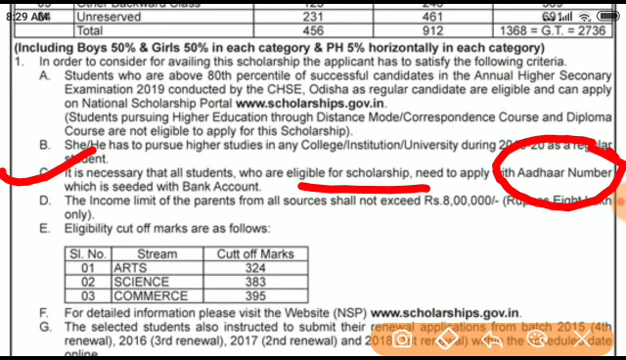 Other Backward Class
8:29 AM
Unreserved 231 461
Total 456 912 1368 = G.T. = 2736
(Including Boys 50% & Girls 50% in each category & PH 5% horizontally in each category)
1. In order to consider for availing this scholarship the applicant has to satisfy the following criteria.
A. Students who are above 80th percentile of successful candidates in the Annual Higher Seconary
Examination 2019 conducted by the CHSE, Odisha as regular candidate are eligible and can apply
on National Scholarship Portal www.scholarships.gov.in.
(Students pursuing Higher Education through Distance Mode/Correspondence Course and Diploma
Course are not eligible to apply for this Scholarship).
B. She/He has to pursue higher studies in any College/Institution/University during 20 -20 as a regular
student.
C. It is necessary that all students, who are eligible for scholarship, need to apply with Aadhaar Number
which is seeded with Bank Account.
D. The Income limit of the parents from all sources shall not exceed Rs.8,00,000/- (Rupees Eight Lakh
only).
E. Eligibility cut off marks are as follows:
Sl. No. Stream Cutt off Marks
01 ARTS 324
02 SCIENCE 383
03 COMMERCE 395
F. For detailed information please visit the Website (NSP) www.scholarships.gov.in.
G. The selected students also instructed to submit their renewal applications from batch 2015 (4th
renewal), 2016 (3rd renewal), 2017 (2nd renewal) and 2018 (1st renewal) within the scheduled date
online.